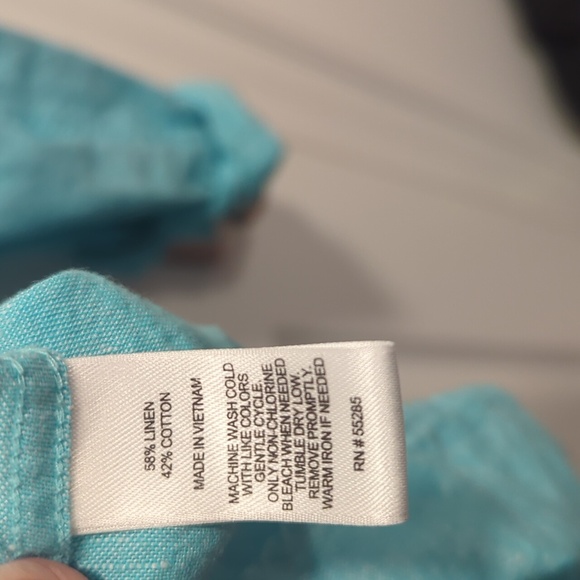 58% LINEN
42% COTTON
MADE IN VIETNAM
MACHINE WASH COLD
WITH LIKE COLORS
GENTLE CYCLE.
ONLY NON-CHLORINE
BLEACH WHEN NEEDED
TUMBLE DRY LOW.
REMOVE PROMPTLY.
WARM IRON IF NEEDED
RN # 55285